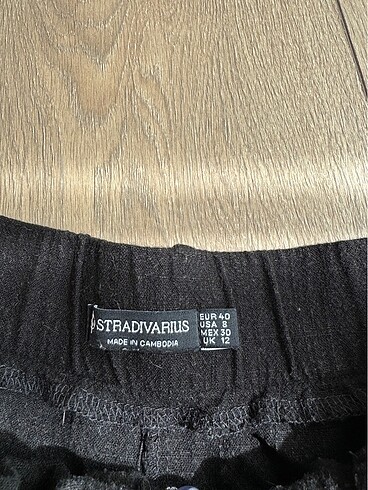 STRADIVARIUS
MADE IN CAMBODIA
EUR 40
USA 8
MEX 30
UK 12